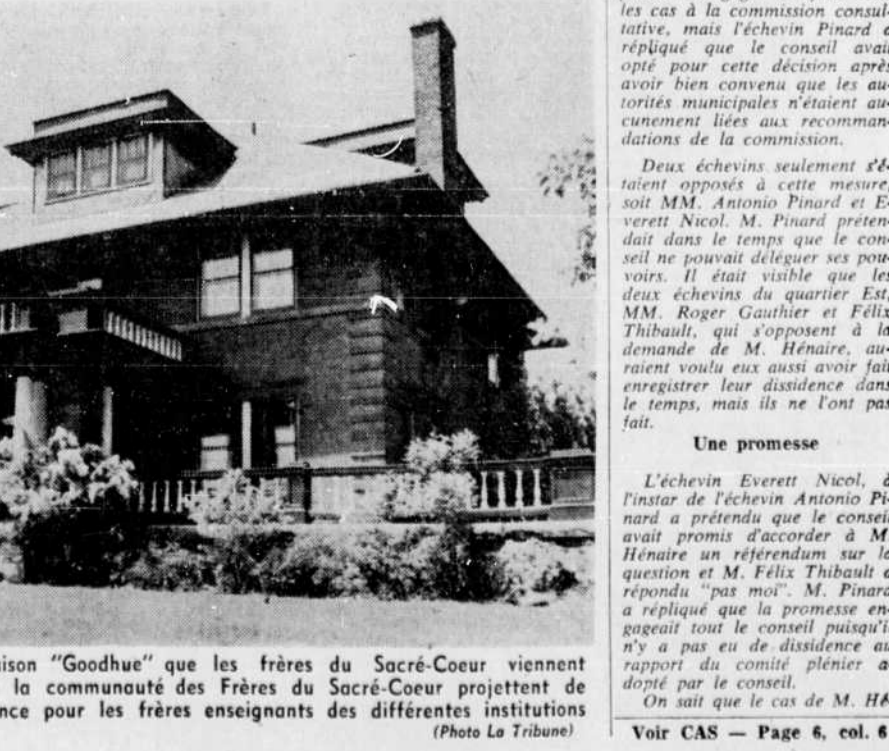 les cas à la commission consul-
tative, mais l'échevin Pinard a
répliqué que le conseil avait
opté pour cette décision après
avoir bien convenu que les au-
torités municipales n'étaient au-
cunement liées aux recomman-
dations de la commission.
Deux échevins seulement s'é-
taient opposés à cette mesure,
soit MM. Antonio Pinard et E-
verett Nicol. M. Pinard préten-
dait dans le temps que le con-
seil ne pouvait déléguer ses pou-
voirs. Il était visible que les
deux échevins du quartier Est,
MM. Roger Gauthier et Félix
Thibault, qui s'opposent à la
demande de M. Hénaire, au-
raient voulu eux aussi avoir fait
enregistrer leur dissidence dans
le temps, mais ils ne l'ont pas
fait.
Une promesse
L'échevin Everett Nicol, à
l'instar de l'échevin Antonio Pi-
nard a prétendu que le conseil
avait promis d'accorder à M.
Hénaire un référendum sur la
question et M. Félix Thibault a
répondu "pas moi". M. Pinard
a répliqué que la promesse en-
gageait tout le conseil puisqu'il
n'y a pas eu de dissidence au
rapport du comité plénier a-
dopté par le conseil.
On sait que le cas de M. Hé-
Voir CAS — Page 6, col. 6
ison "Goodhue" que les frères du Sacré-Coeur viennent
la communauté des Frères du Sacré-Coeur projettent de
nce pour les frères enseignants des différentes institutions
(Photo La Tribune)